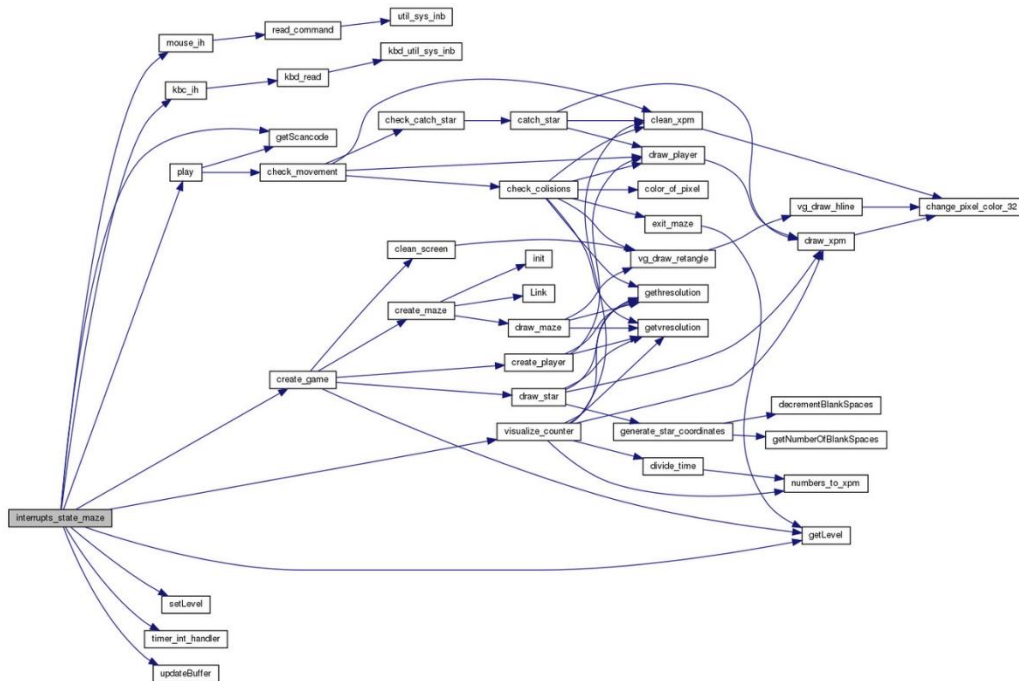 util_sys_inb
read_command
mouse_ih
kbd_util_sys_inb
kbd_read
kbc_ih
check_catch_star
catch_star
clean_xpm
getScancode
draw_player
play
check_movement
check_colisions
color_of_pixel
vg_draw_hline
change_pixel_color_32
exit_maze
clean_screen
draw_xpm
init
vg_draw_retangle
Link
gethresolution
create_maze
draw_maze
getvresolution
create_player
create_game
draw_star
decrementBlankSpaces
visualize_counter
generate_star_coordinates
getNumberOfBlankSpaces
divide_time
numbers_to_xpm
interrupts_state_maze
getLevel
setLevel
timer_int_handler
updateBuffer